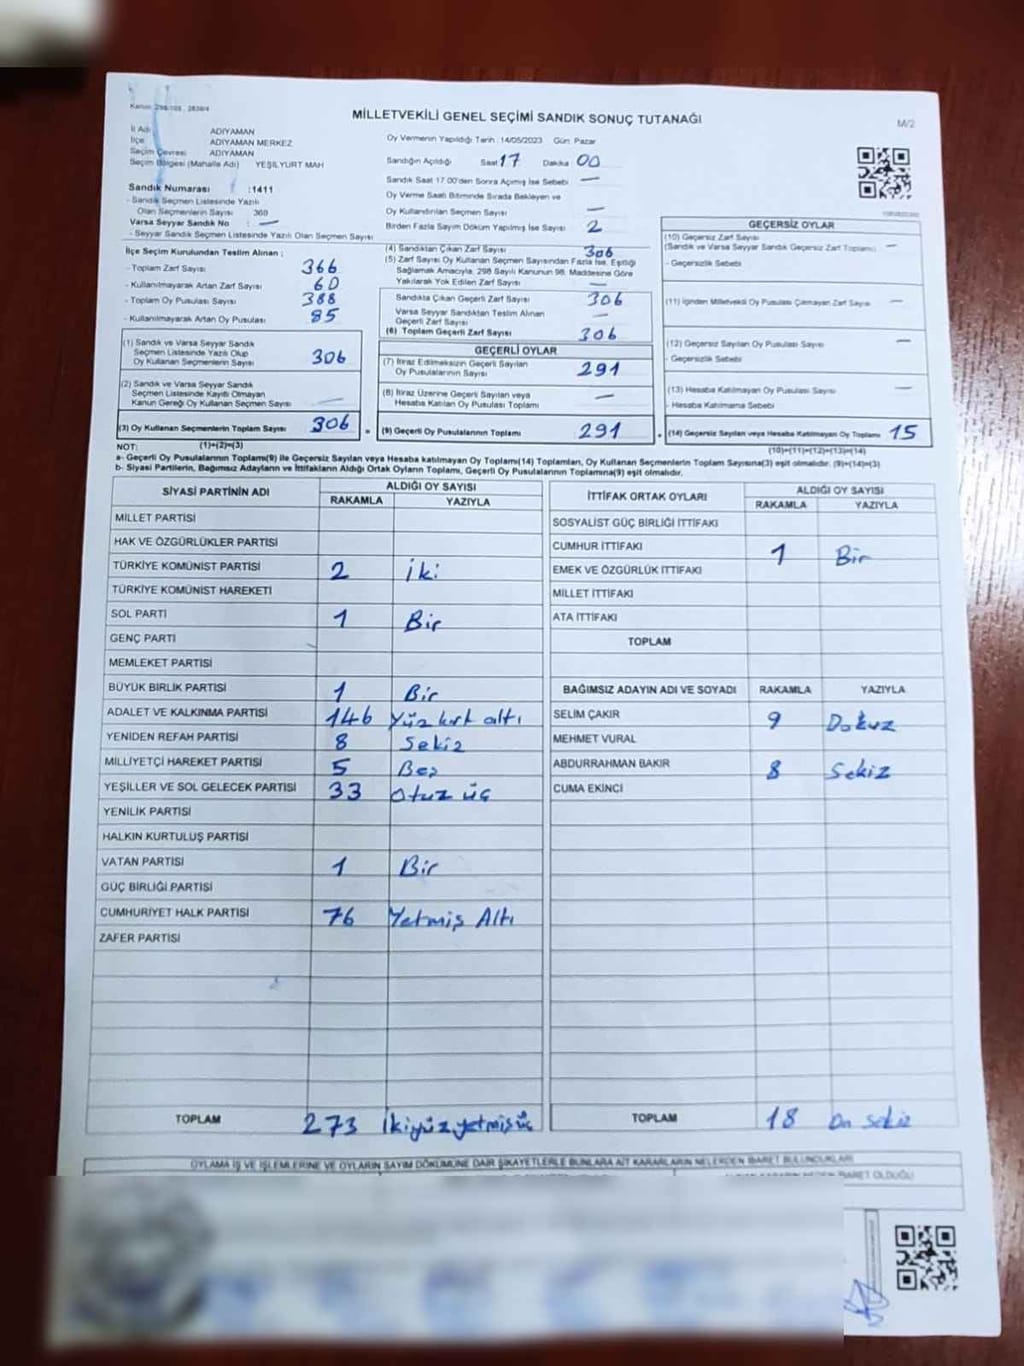 Kanun: 298/105 2839/4
MİLLETVEKİLİ GENEL SEÇİMİ SANDIK SONUÇ TUTANAĞI
M/2
İl Adı ADIYAMAN
İlçe ADIYAMAN MERKEZ
Seçim Çevresi ADIYAMAN
Seçim Bölgesi (Mahalle Adı) YEŞİLYURT MAH
Sandık Numarası : 1411
- Sandık Seçmen Listesinde Yazılı
Olan Seçmenlerin Sayısı 360
Varsa Seyyar Sandık No : —
- Seyyar Sandık Seçmen Listesinde Yazılı Olan Seçmen Sayısı
İlçe Seçim Kurulundan Teslim Alınan ;
- Toplam Zarf Sayısı 366
- Kullanılmayarak Artan Zarf Sayısı 60
- Toplam Oy Pusulası Sayısı 388
- Kullanılmayarak Artan Oy Pusulası 85
(1) Sandık ve Varsa Seyyar Sandık
Seçmen Listesinde Yazılı Olup
Oy Kullanan Seçmenlerin Sayısı 306
(2) Sandık ve Varsa Seyyar Sandık
Seçmen Listesinde Kayıtlı Olmayan
Kanun Gereği Oy Kullanan Seçmen Sayısı —
(3) Oy Kullanan Seçmenlerin Toplam Sayısı 306
Oy Vermenin Yapıldığı Tarih : 14/05/2023 Gün: Pazar
Sandığın Açıldığı Saat 17 Dakika 00
Sandık Saat 17.00'den Sonra Açımış İse Sebebi —
Oy Verme Saati Bitiminde Sırada Bekleyen ve
Oy Kullandırılan Seçmen Sayısı —
Birden Fazla Sayım Döküm Yapılmış İse Sayısı 2
(4) Sandıktan Çıkan Zarf Sayısı 306
(5) Zarf Sayısı Oy Kullanan Seçmen Sayısından Fazla İse, Eşitliği
Sağlamak Amacıyla, 298 Sayılı Kanunun 98. Maddesine Göre
Yakılarak Yok Edilen Zarf Sayısı —
Sandıkta Çıkan Geçerli Zarf Sayısı 306
Varsa Seyyar Sandıktan Teslim Alınan
Geçerli Zarf Sayısı —
(6) Toplam Geçerli Zarf Sayısı 306
GEÇERLİ OYLAR
(7) İtiraz Edilmeksizin Geçerli Sayılan
Oy Pusulalarının Sayısı 291
(8) İtiraz Üzerine Geçerli Sayılan veya
Hesaba Katılan Oy Pusulası Toplamı —
= (9) Geçerli Oy Pusulalarının Toplamı 291
GEÇERSİZ OYLAR
(10) Geçersiz Zarf Sayısı
(Sandık ve Varsa Seyyar Sandık Geçersiz Zarf Toplamı) —
- Geçersizlik Sebebi
(11) İçinden Milletvekili Oy Pusulası Çıkmayan Zarf Sayısı —
(12) Geçersiz Sayılan Oy Pusulası Sayısı —
- Geçersizlik Sebebi
(13) Hesaba Katılmayan Oy Pusulası Sayısı —
- Hesaba Katılmama Sebebi
+ (14) Geçersiz Sayılan veya Hesaba Katılmayan Oy Toplamı 15
NOT: (1)+(2)=(3) (10)+(11)+(12)+(13)=(14)
a- Geçerli Oy Pusulalarının Toplamı(9) ile Geçersiz Sayılan veya Hesaba katılmayan Oy Toplamı(14) Toplamları, Oy Kullanan Seçmenlerin Toplam Sayısına(3) eşit olmalıdır. (9)+(14)=(3)
b- Siyasi Partilerin, Bağımsız Adayların ve İttifakların Aldığı Ortak Oyların Toplamı, Geçerli Oy Pusulalarının Toplamına(9) eşit olmalıdır.
SİYASİ PARTİNİN ADI ALDIĞI OY SAYISI
RAKAMLA YAZIYLA
MİLLET PARTİSİ
HAK VE ÖZGÜRLÜKLER PARTİSİ
TÜRKİYE KOMÜNİST PARTİSİ 2 iki
TÜRKİYE KOMÜNİST HAREKETİ
SOL PARTİ 1 Bir
GENÇ PARTİ
MEMLEKET PARTİSİ
BÜYÜK BİRLİK PARTİSİ 1 Bir
ADALET VE KALKINMA PARTİSİ 146 Yüz kırk altı
YENİDEN REFAH PARTİSİ 8 Sekiz
MİLLİYETÇİ HAREKET PARTİSİ 5 Beş
YEŞİLLER VE SOL GELECEK PARTİSİ 33 Otuz üç
YENİLİK PARTİSİ
HALKIN KURTULUŞ PARTİSİ
VATAN PARTİSİ 1 Bir
GÜÇ BİRLİĞİ PARTİSİ
CUMHURİYET HALK PARTİSİ 76 Yetmiş Altı
ZAFER PARTİSİ
TOPLAM 273 ikiyüzyetmişüç
İTTİFAK ORTAK OYLARI ALDIĞI OY SAYISI
RAKAMLA YAZIYLA
SOSYALİST GÜÇ BİRLİĞİ İTTİFAKI
CUMHUR İTTİFAKI 1 Bir
EMEK VE ÖZGÜRLÜK İTTİFAKI
MİLLET İTTİFAKI
ATA İTTİFAKI
TOPLAM
BAĞIMSIZ ADAYIN ADI VE SOYADI RAKAMLA YAZIYLA
SELİM ÇAKIR 9 Dokuz
MEHMET VURAL
ABDURRAHMAN BAKIR 8 Sekiz
CUMA EKİNCİ
TOPLAM 18 On sekiz
OYLAMA İŞ VE İŞLEMLERİNE VE OYLARIN SAYIM DÖKÜMÜNE DAİR ŞİKAYETLERLE BUNLARA AİT KARARLARIN NELERDEN İBARET BULUNDUKLARI